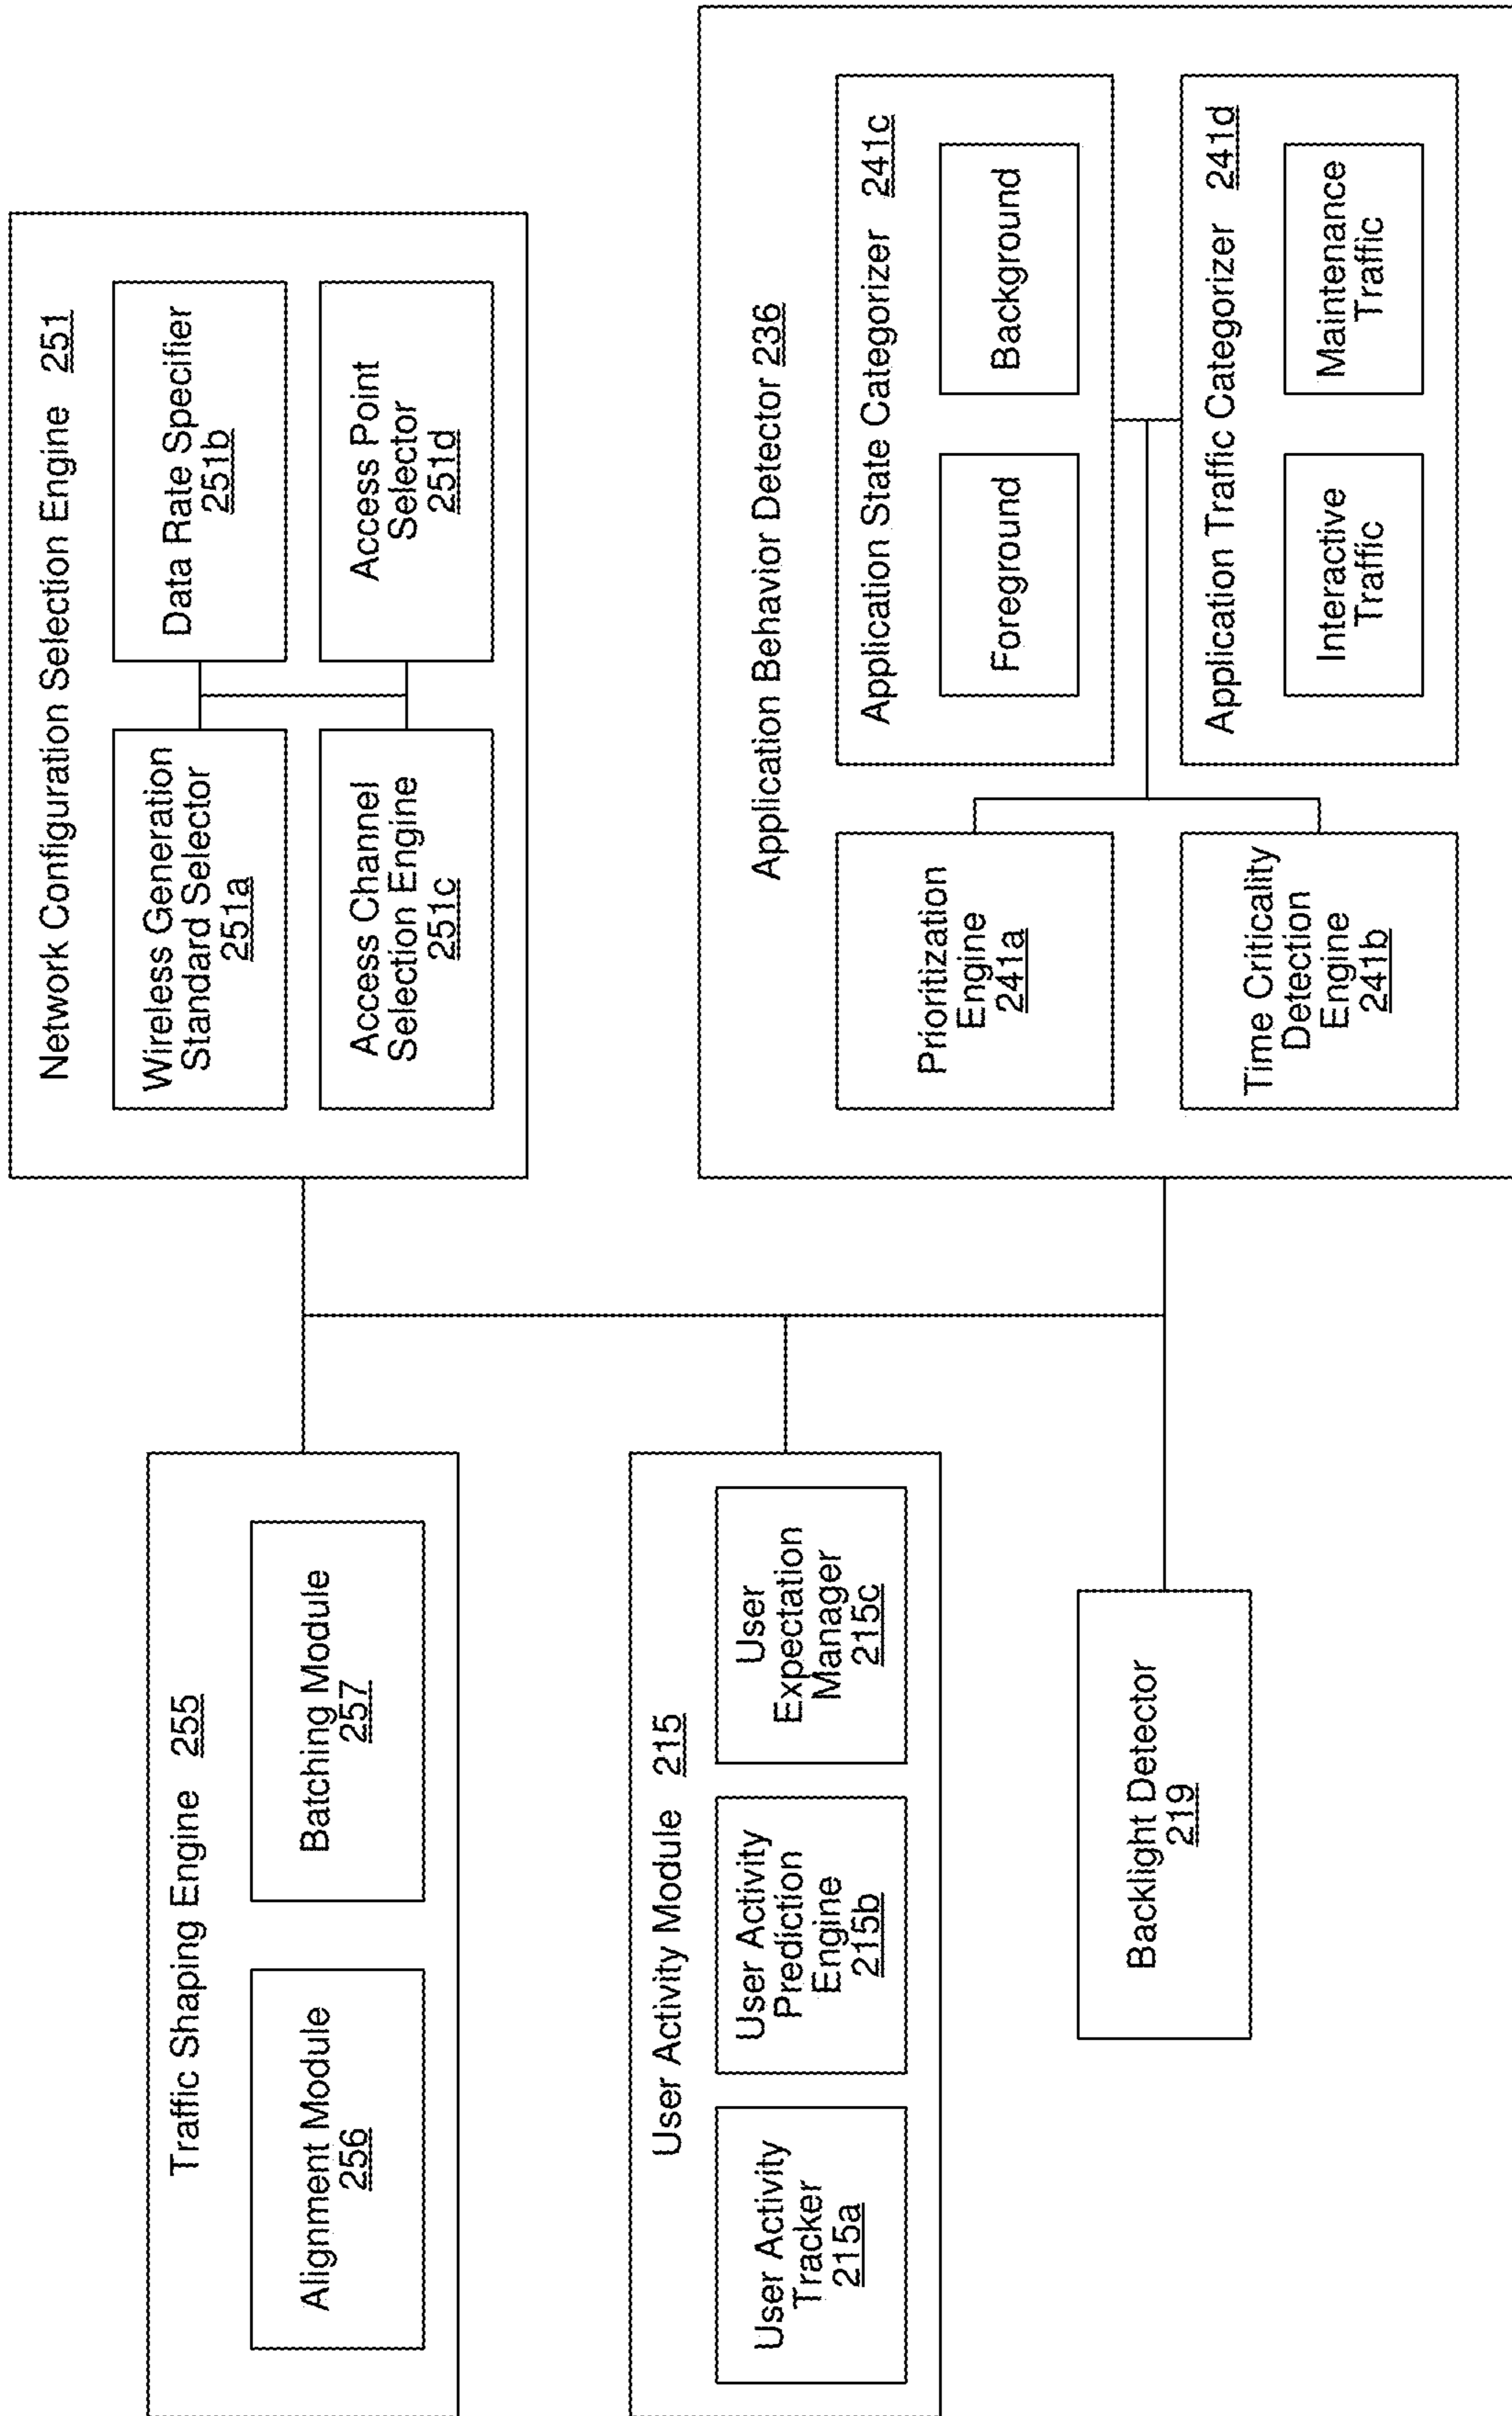 Traffic Shaping Engine 255
Alignment Module
256
Batching Module
257
Network Configuration Selection Engine 251
Wireless Generation
Standard Selector
251a
Data Rate Specifier
251b
Access Channel
Selection Engine
251c
Access Point
Selector
251d
User Activity Module 215
User Activity
Tracker
215a
User Activity
Prediction
Engine
215b
User
Expectation
Manager
215c
Backlight Detector
219
Application Behavior Detector 236
Prioritization
Engine
241a
Time Criticality
Detection
Engine
241b
Application State Categorizer 241c
Foreground
Background
Application Traffic Categorizer 241d
Interactive
Traffic
Maintenance
Traffic